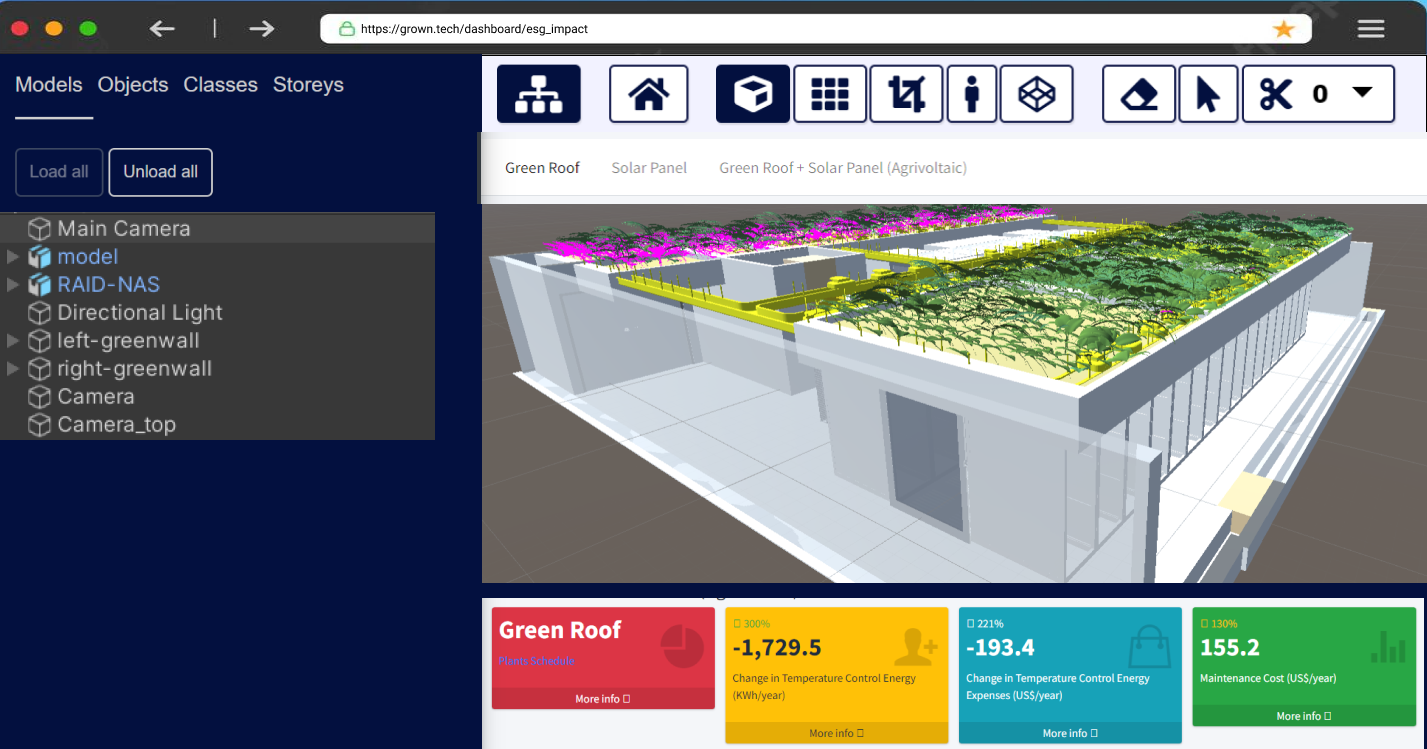 https://grown.tech/dashboard/esg_impact
Models Objects Classes Storeys
Load all Unload all
Main Camera
model
RAID-NAS
Directional Light
left-greenwall
right-greenwall
Camera
Camera_top
0
Green Roof Solar Panel Green Roof + Solar Panel (Agrivoltaic)
Green Roof
Plants Schedule
More info
300%
-1,729.5
Change in Temperature Control Energy
(KWh/year)
More info
221%
-193.4
Change in Temperature Control Energy
Expenses (US$/year)
More info
130%
155.2
Maintenance Cost (US$/year)
More info